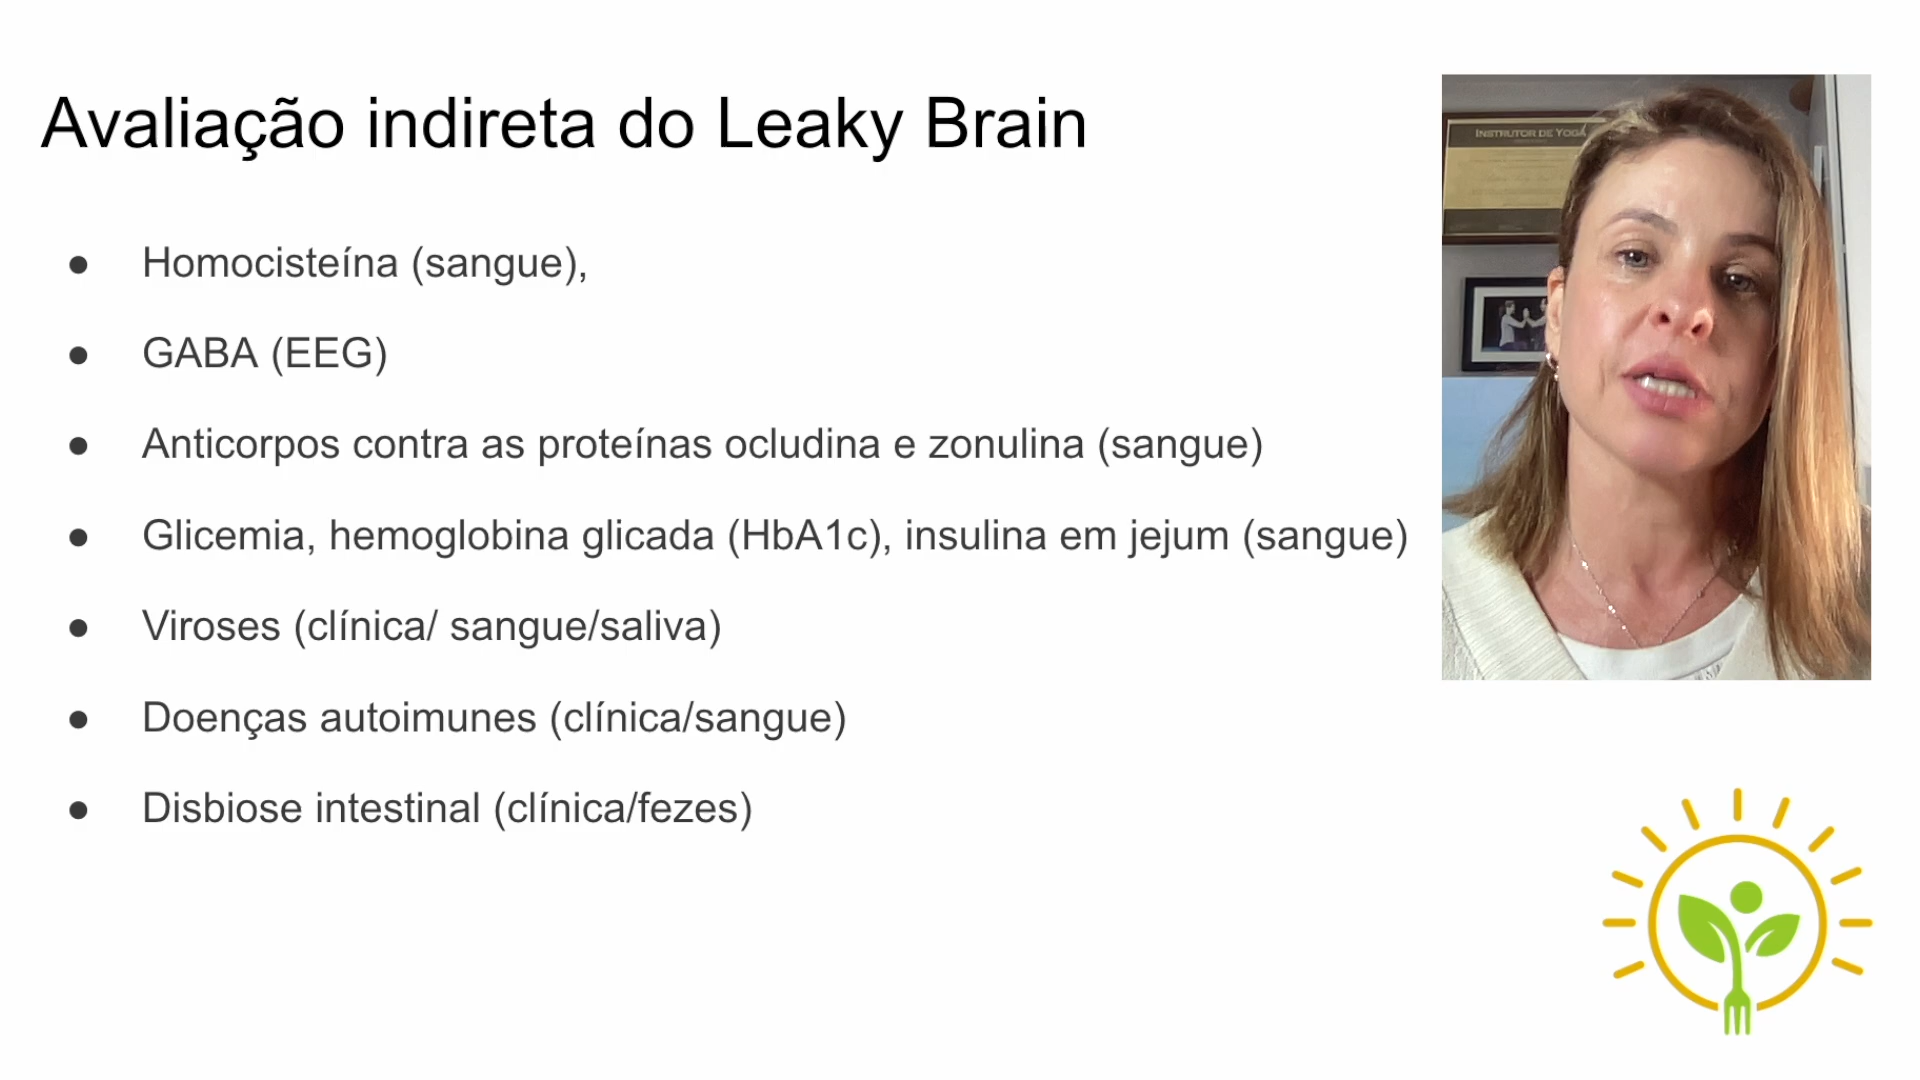 Avaliação indireta do Leaky Brain
INSTRUTOR DE YOGA
● Homocisteína (sangue),
● GABA (EEG)
● Anticorpos contra as proteínas ocludina e zonulina (sangue)
● Glicemia, hemoglobina glicada (HbA1c), insulina em jejum (sangue)
● Viroses (clínica/ sangue/saliva)
● Doenças autoimunes (clínica/sangue)
● Disbiose intestinal (clínica/fezes)